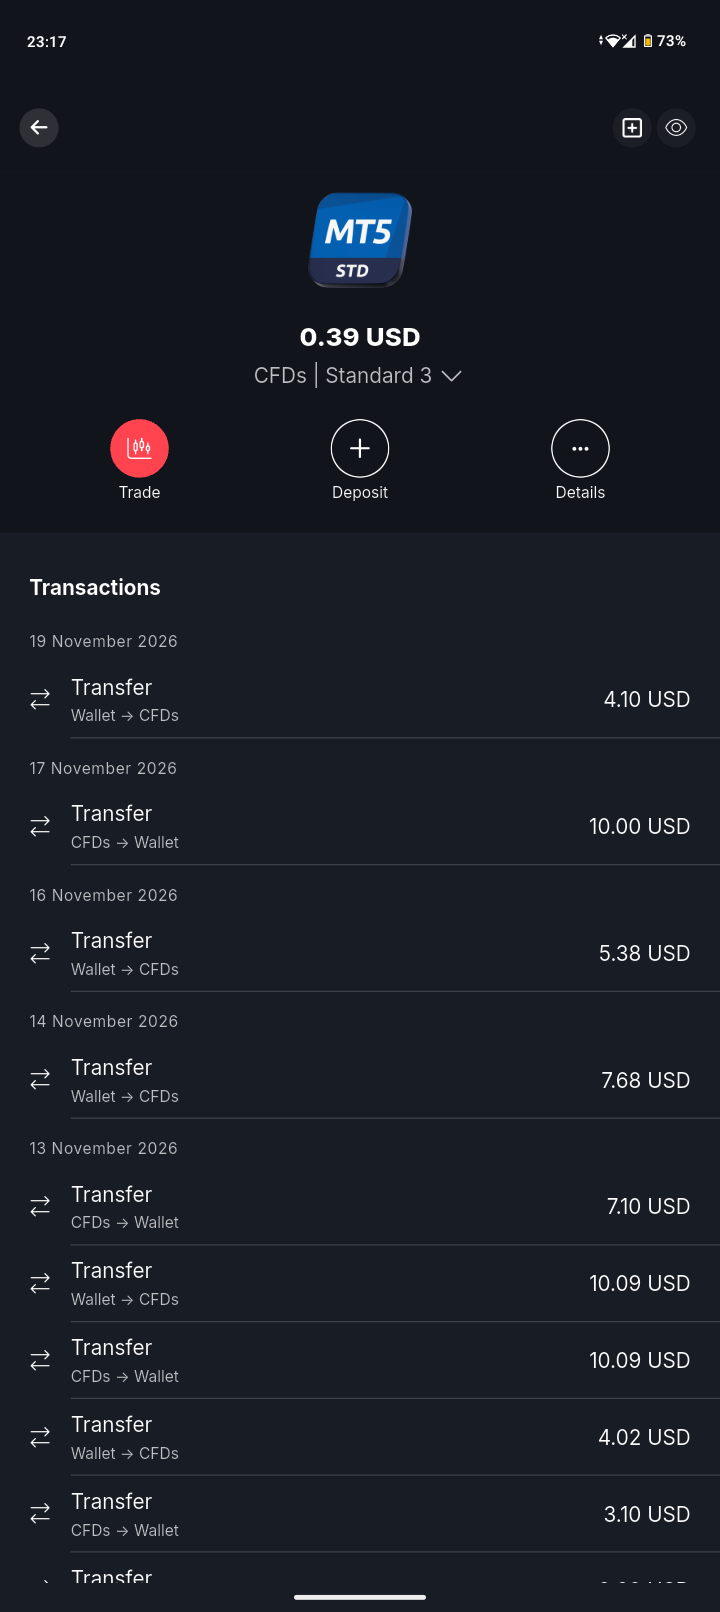 23:17
73%
MT5
STD
0.39 USD
CFDs | Standard 3
Trade
Deposit
Details
Transactions
19 November 2026
Transfer
4.10 USD
Wallet → CFDs
17 November 2026
Transfer
10.00 USD
CFDs → Wallet
16 November 2026
Transfer
5.38 USD
Wallet → CFDs
14 November 2026
Transfer
7.68 USD
Wallet → CFDs
13 November 2026
Transfer
7.10 USD
CFDs → Wallet
Transfer
10.09 USD
Wallet → CFDs
Transfer
10.09 USD
CFDs → Wallet
Transfer
4.02 USD
Wallet → CFDs
Transfer
3.10 USD
CFDs → Wallet
Transfer